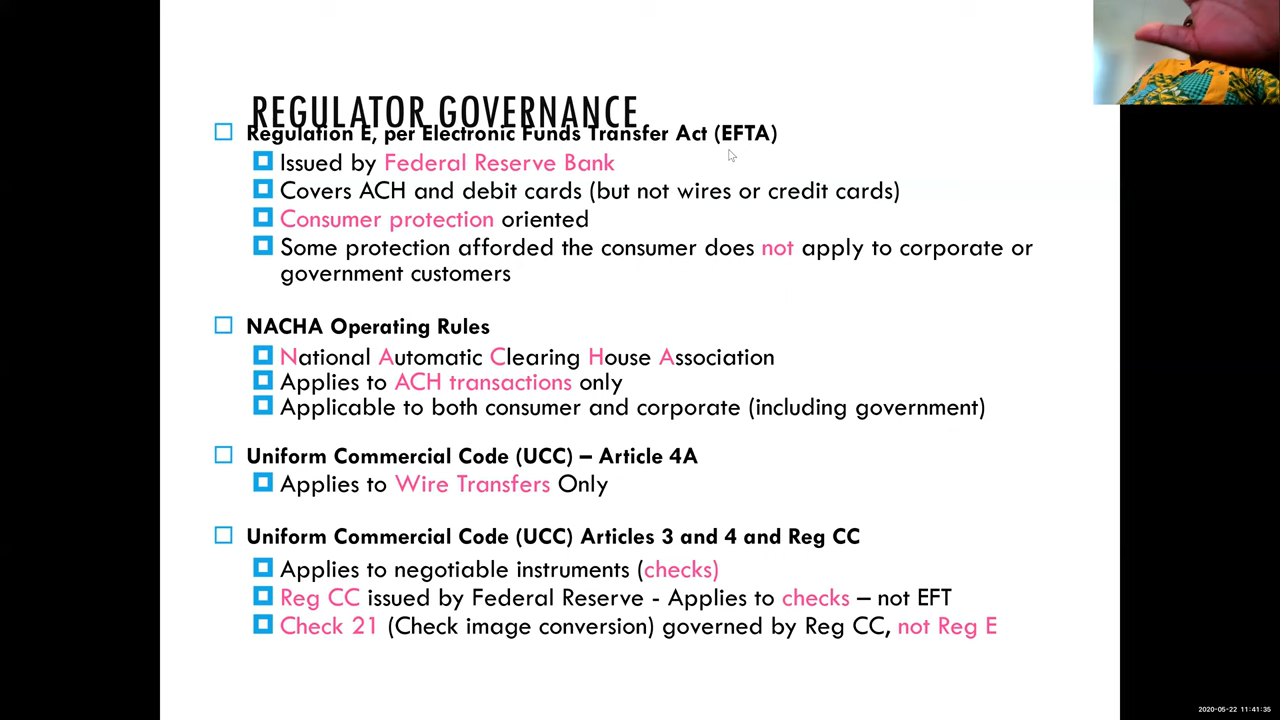 REGULATOR GOVERNANCE
Regulation E, per Electronic Funds Transfer Act (EFTA)
Issued by Federal Reserve Bank
Covers ACH and debit cards (but not wires or credit cards)
Consumer protection oriented
Some protection afforded the consumer does not apply to corporate or
government customers
NACHA Operating Rules
National Automatic Clearing House Association
Applies to ACH transactions only
Applicable to both consumer and corporate (including government)
Uniform Commercial Code (UCC) – Article 4A
Applies to Wire Transfers Only
Uniform Commercial Code (UCC) Articles 3 and 4 and Reg CC
Applies to negotiable instruments (checks)
Reg CC issued by Federal Reserve - Applies to checks – not EFT
Check 21 (Check image conversion) governed by Reg CC, not Reg E
2020-05-22 11:41:35